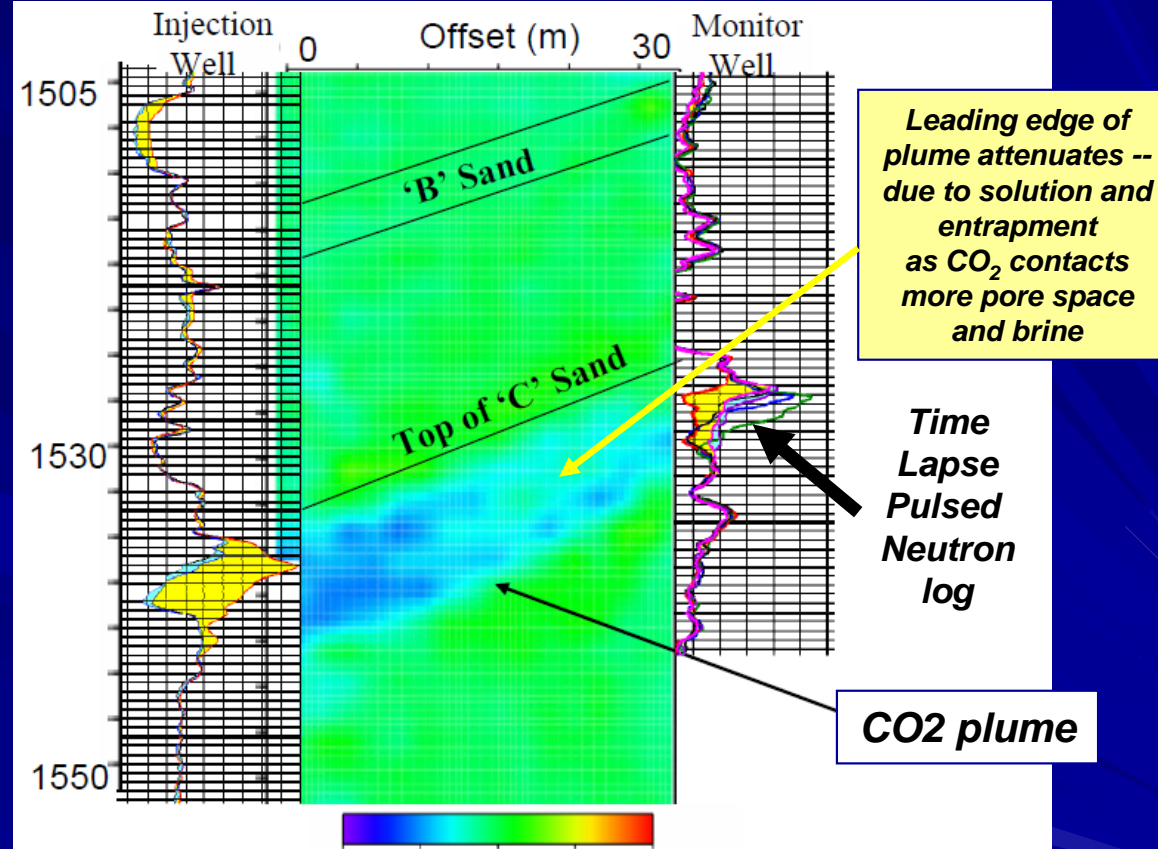 Injection
Well
0
Offset (m)
30
Monitor
Well
1505
1530
1550
'B' Sand
Top of 'C' Sand
Leading edge of
plume attenuates --
due to solution and
entrapment
as CO₂ contacts
more pore space
and brine
Time
Lapse
Pulsed
Neutron
log
CO2 plume